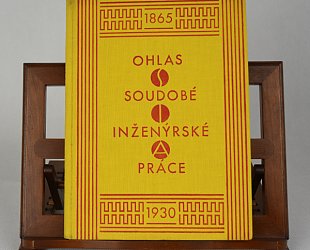 1865
OHLAS
S
SOUDOBÉ
I
INŽENÝRSKÉ
A
PRÁCE
1930